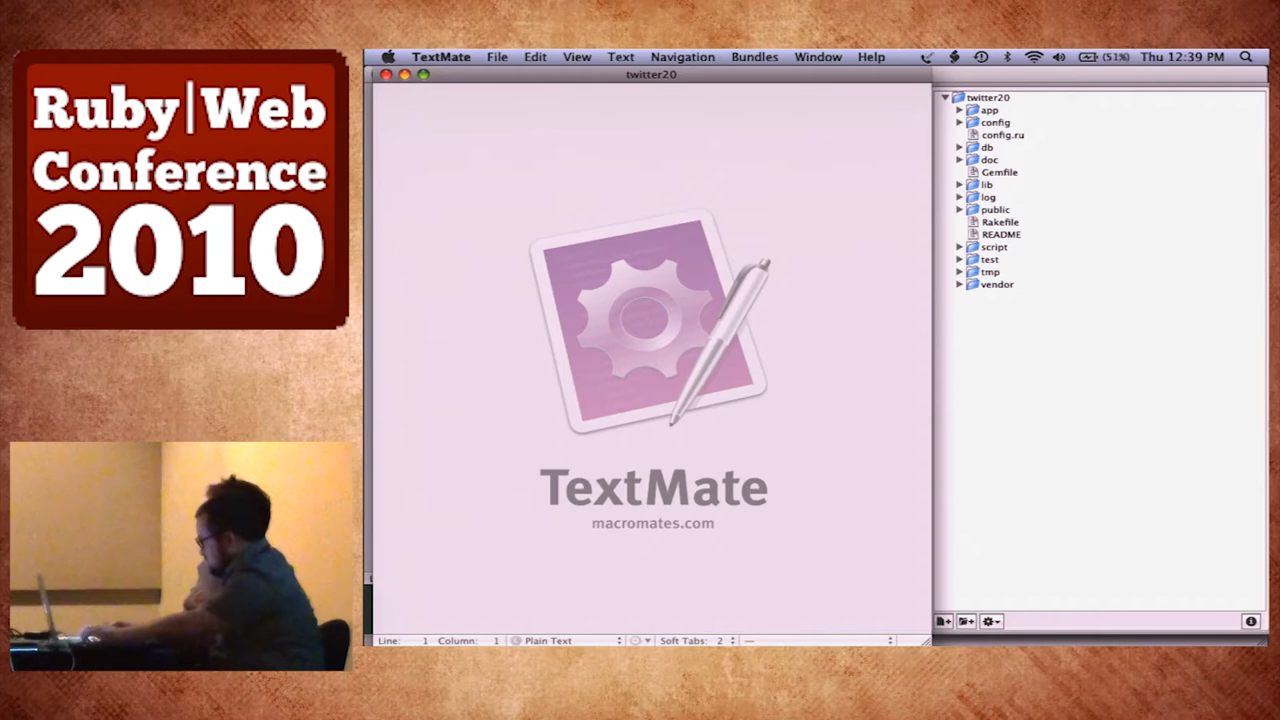 Ruby|Web
Conference
2010
TextMate File Edit View Text Navigation Bundles Window Help (51%) Thu 12:39 PM
twitter20
TextMate
macromates.com
Line: 1 Column: 1 Plain Text Soft Tabs: 2 —
twitter20
app
config
config.ru
db
doc
Gemfile
lib
log
public
Rakefile
README
script
test
tmp
vendor